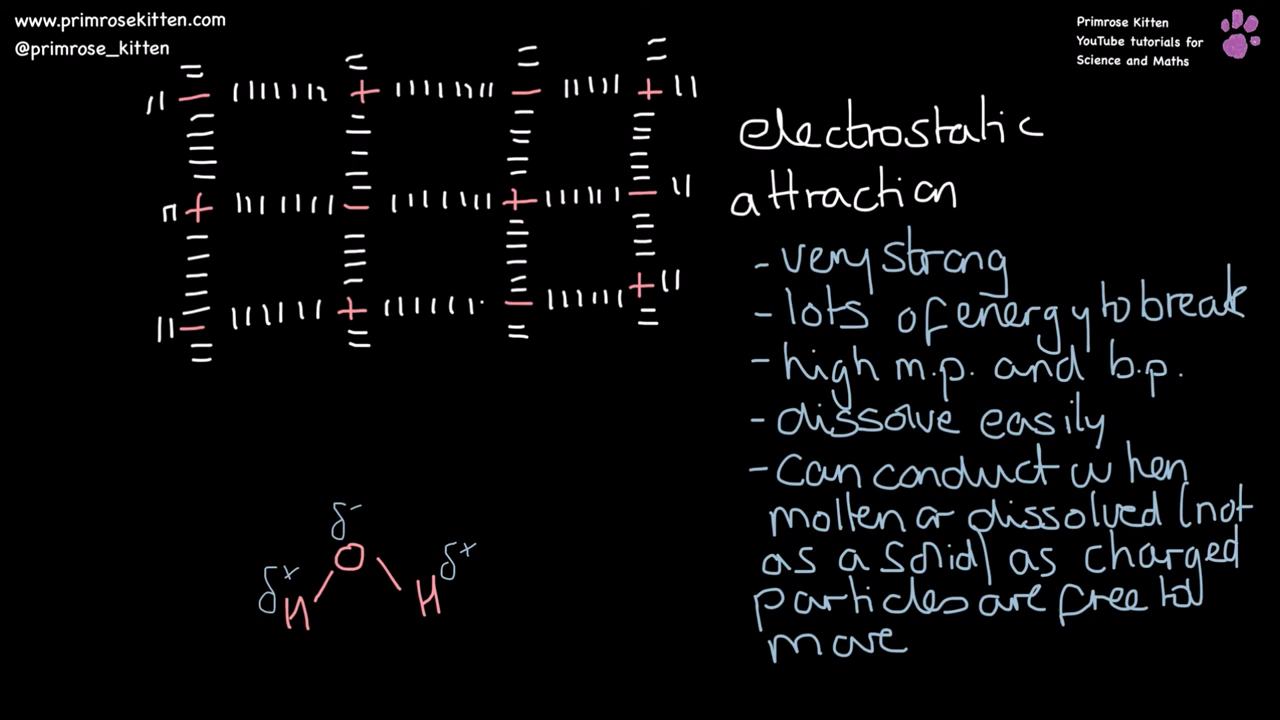 www.primrosekitten.com
@primrose_kitten
Primrose Kitten
YouTube tutorials for
Science and Maths
electrostatic
attraction
- very strong
- lots of energy to break
- high m.p. and b.p.
- dissolve easily
- Can conduct when
molten or dissolved (not
as a solid) as charged
particles are free to
move
δ-
δ+ H O H δ+